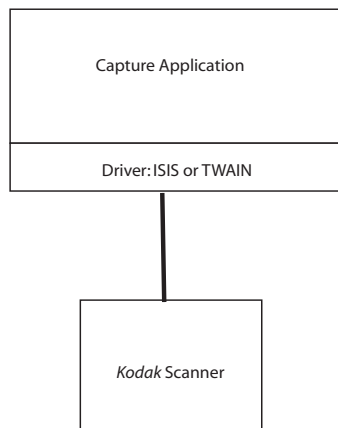 Capture Application
Driver: ISIS or TWAIN
Kodak Scanner